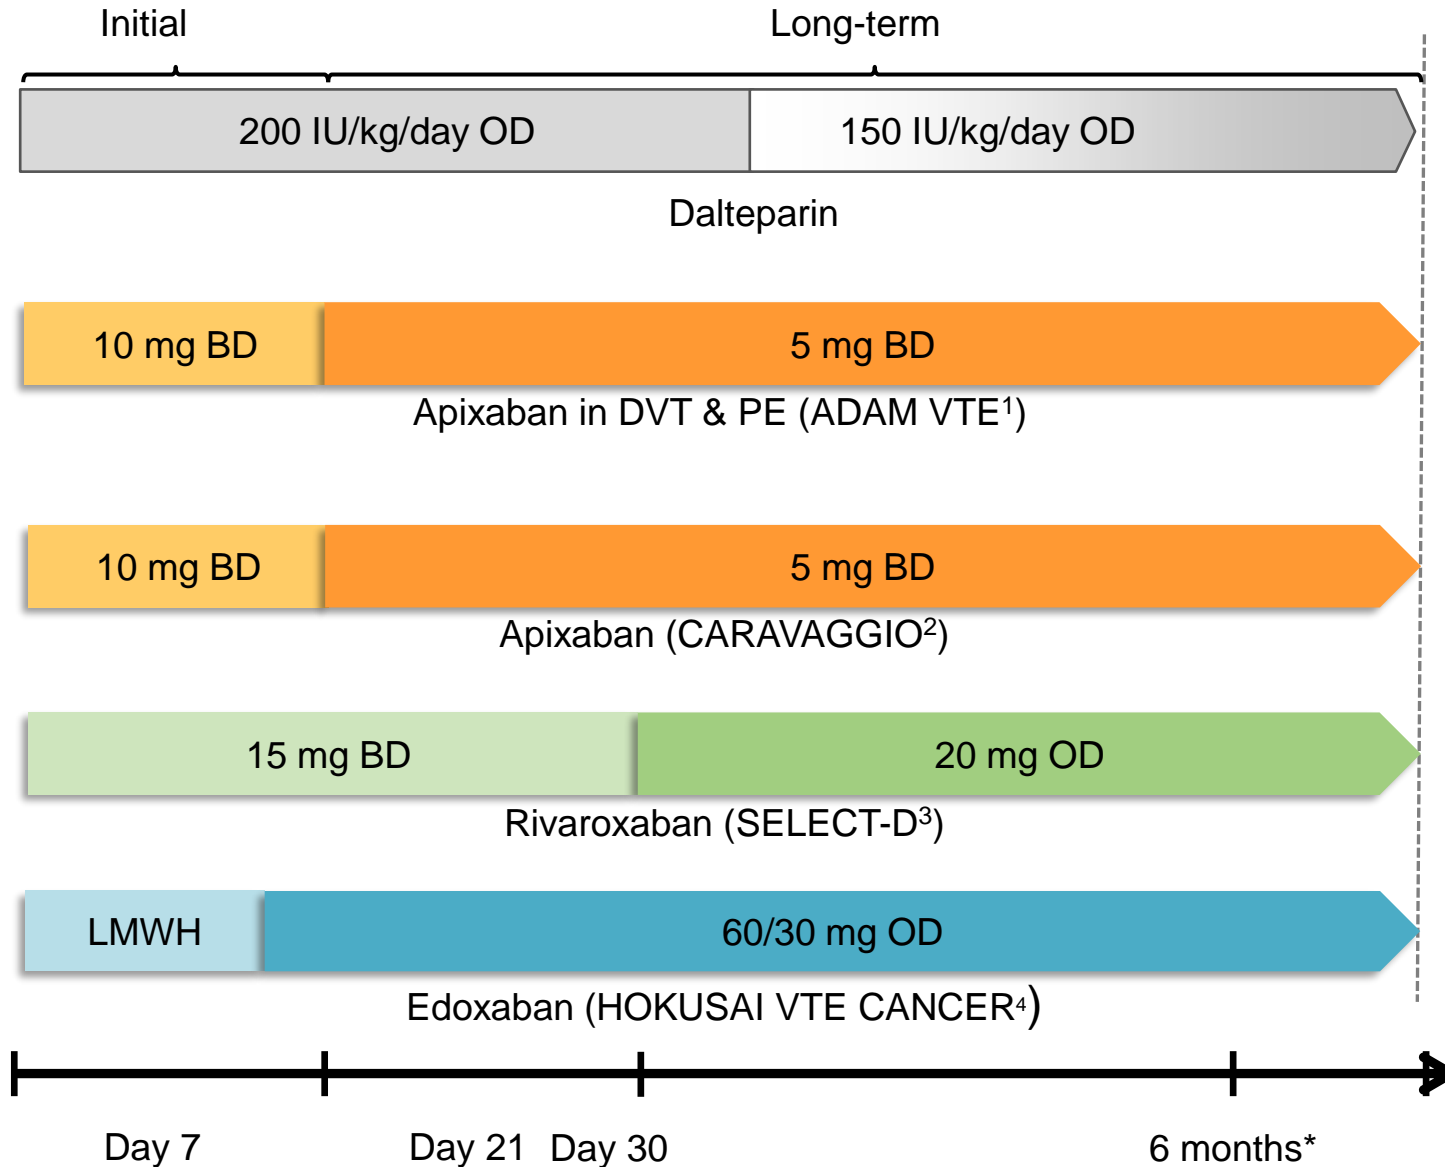 Initial Long-term
200 IU/kg/day OD 150 IU/kg/day OD
Dalteparin
10 mg BD 5 mg BD
Apixaban in DVT & PE (ADAM VTE¹)
10 mg BD 5 mg BD
Apixaban (CARAVAGGIO²)
15 mg BD 20 mg OD
Rivaroxaban (SELECT-D³)
LMWH 60/30 mg OD
Edoxaban (HOKUSAI VTE CANCER⁴)
Day 7 Day 21 Day 30 6 months*